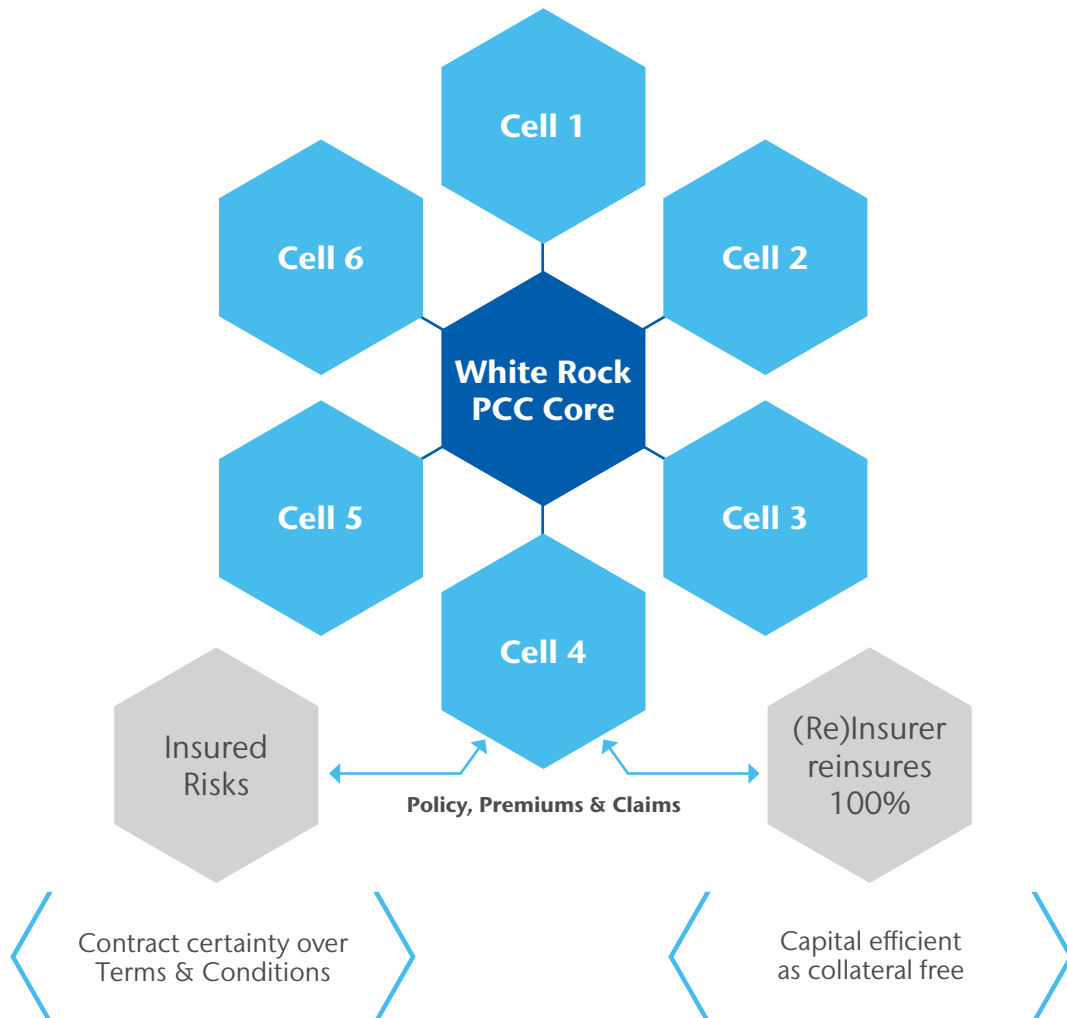 Cell 1
Cell 6
Cell 2
White Rock
PCC Core
Cell 5
Cell 3
Cell 4
Insured
Risks
(Re)Insurer
reinsures
100%
Policy, Premiums & Claims
Contract certainty over
Terms & Conditions
Capital efficient
as collateral free